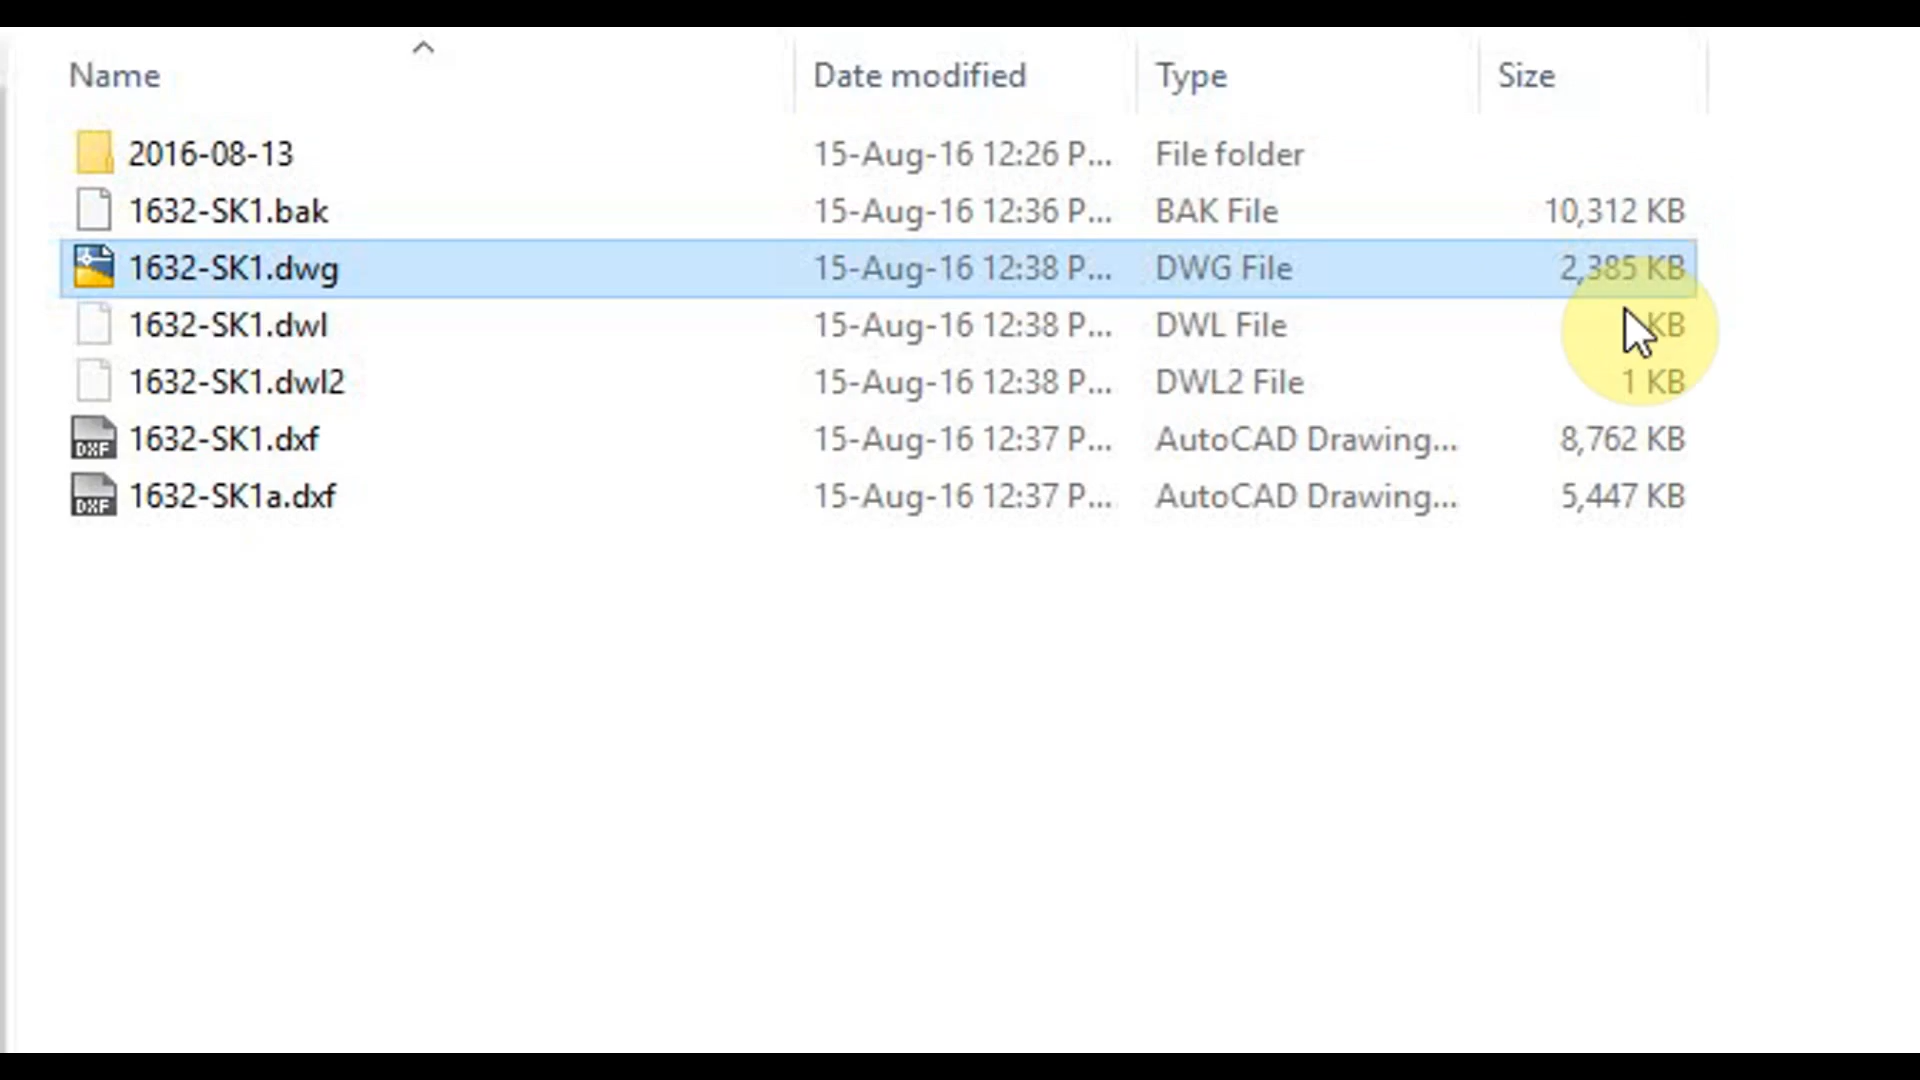 Name Date modified Type Size
2016-08-13 15-Aug-16 12:26 P... File folder
1632-SK1.bak 15-Aug-16 12:36 P... BAK File 10,312 KB
1632-SK1.dwg 15-Aug-16 12:38 P... DWG File 2,385 KB
1632-SK1.dwl 15-Aug-16 12:38 P... DWL File KB
1632-SK1.dwl2 15-Aug-16 12:38 P... DWL2 File 1 KB
DXF 1632-SK1.dxf 15-Aug-16 12:37 P... AutoCAD Drawing... 8,762 KB
DXF 1632-SK1a.dxf 15-Aug-16 12:37 P... AutoCAD Drawing... 5,447 KB